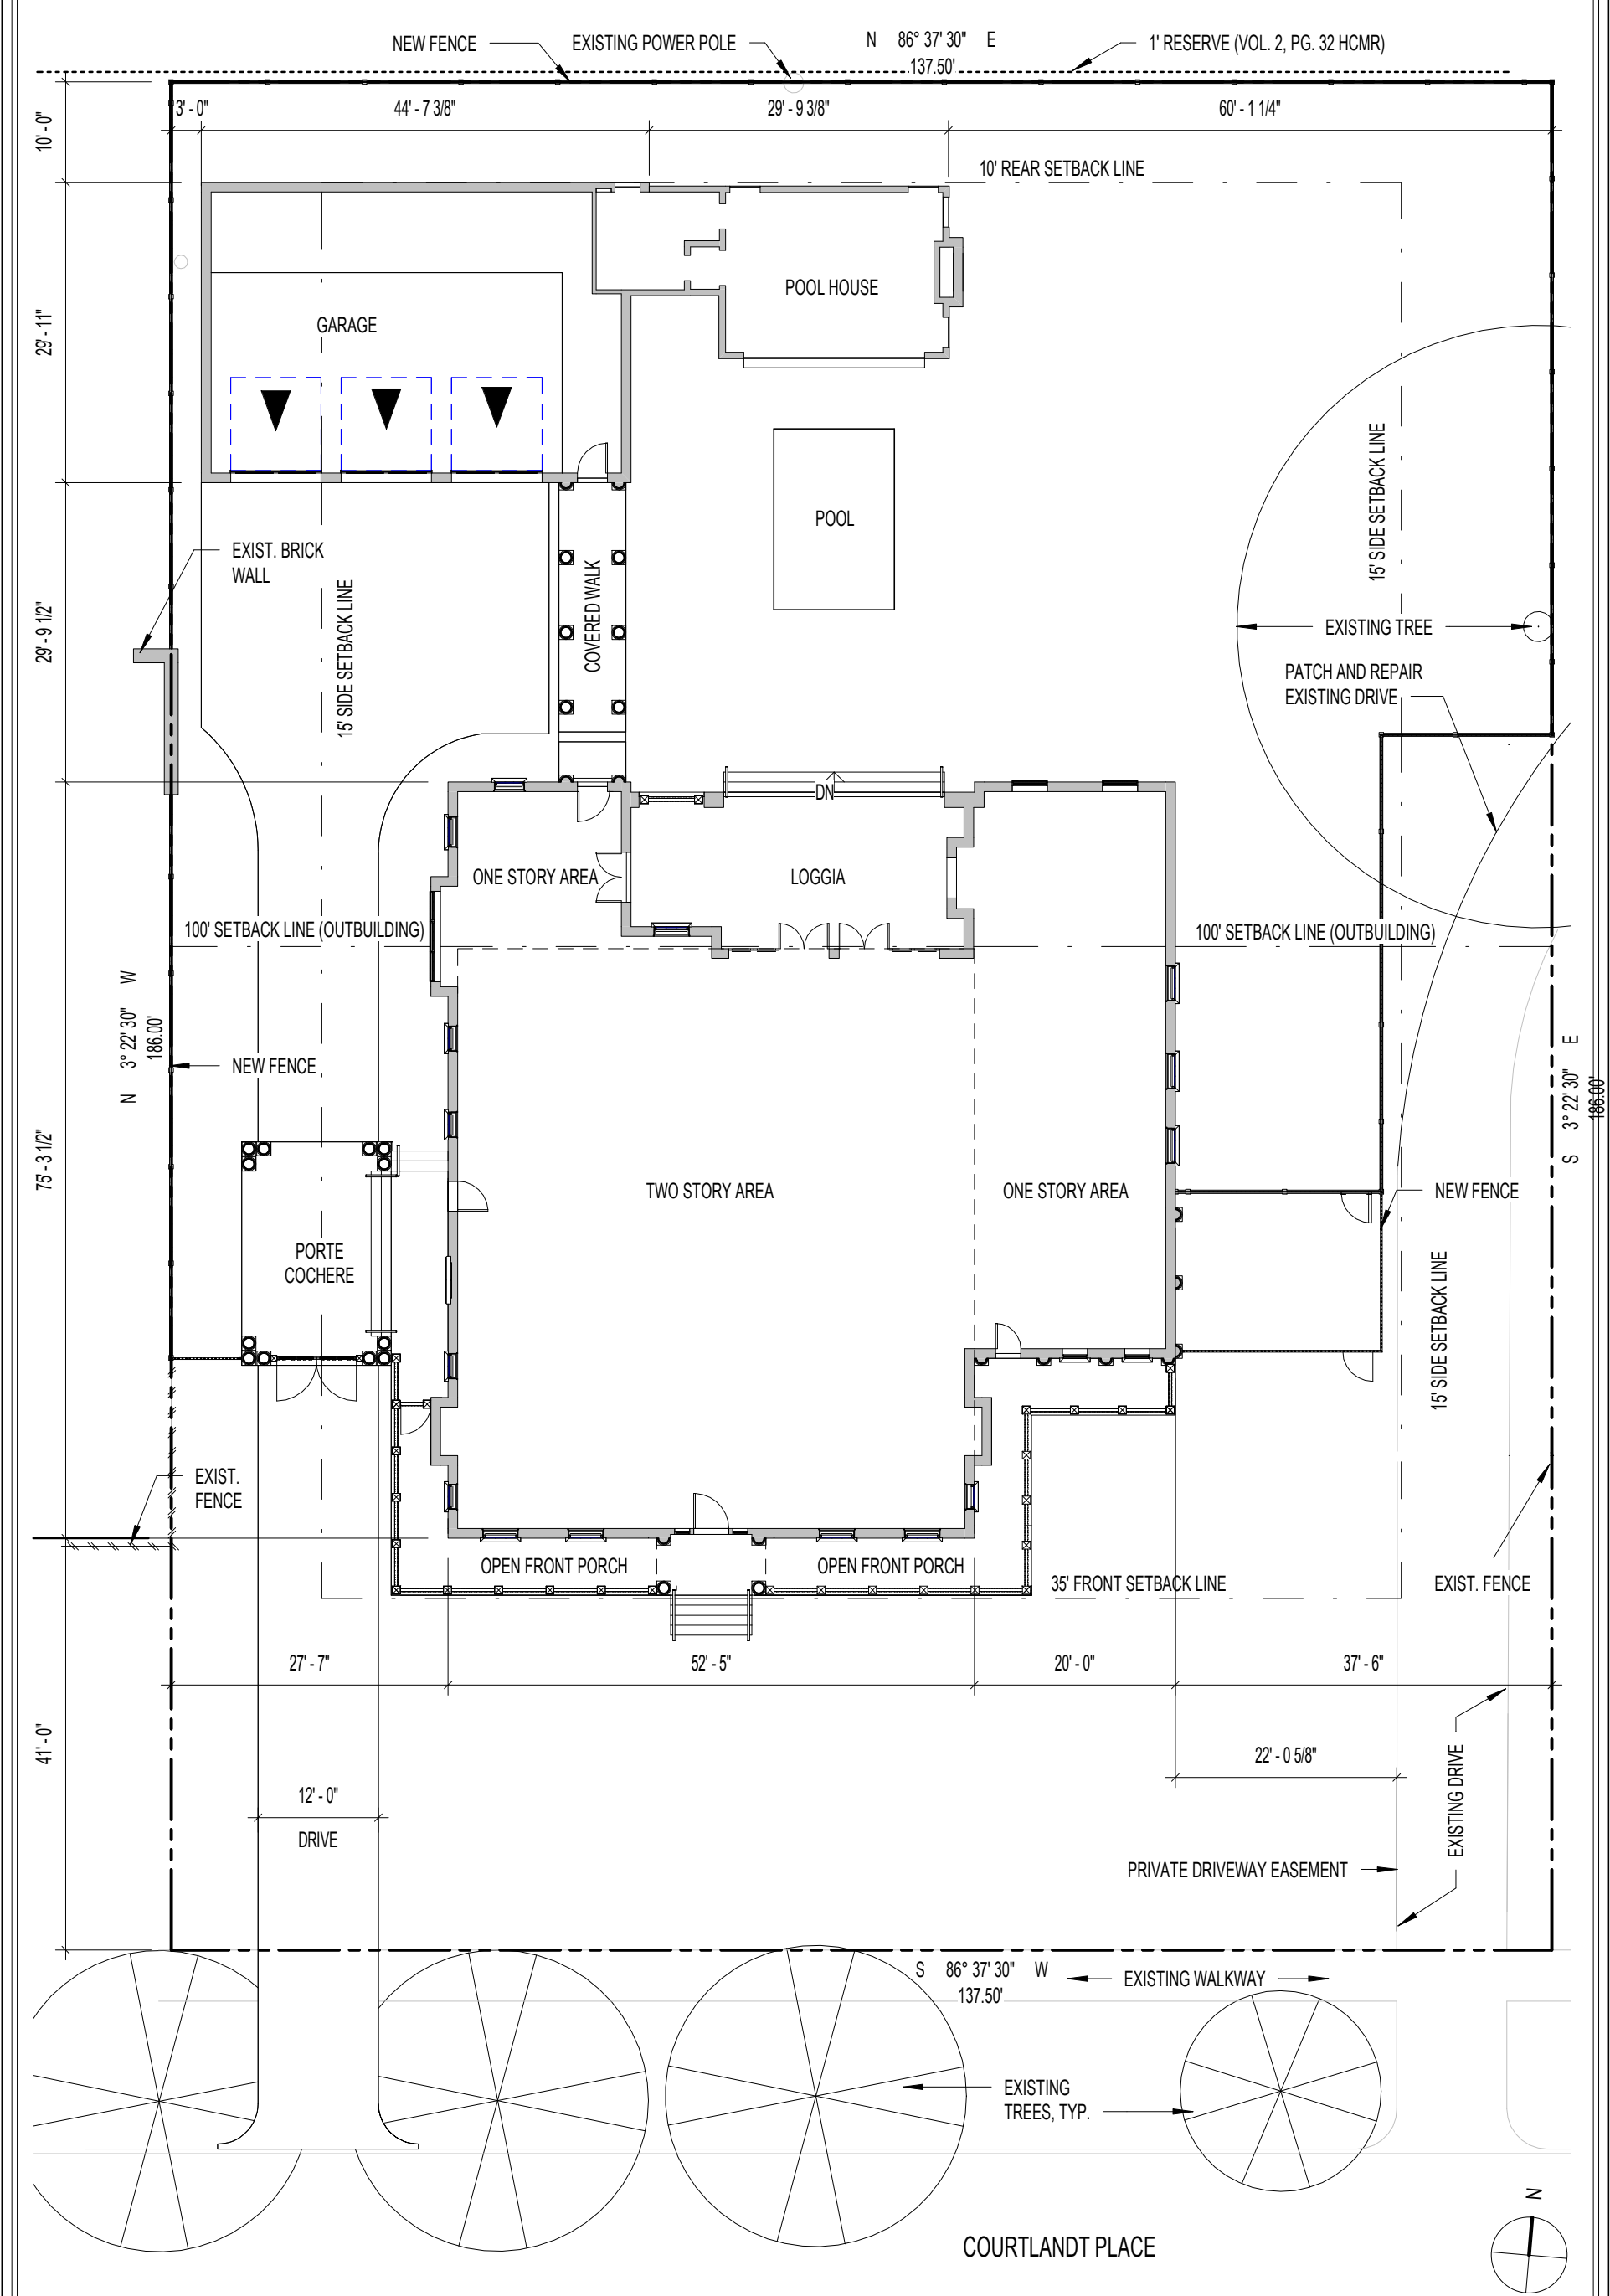 NEW FENCE
EXISTING POWER POLE
N 86° 37' 30" E
137.50'
1' RESERVE (VOL. 2, PG. 32 HCMR)
3' - 0"
44' - 7 3/8"
29' - 9 3/8"
60' - 1 1/4"
10' - 0"
10' REAR SETBACK LINE
POOL HOUSE
GARAGE
29' - 11"
15' SIDE SETBACK LINE
POOL
EXIST. BRICK
WALL
COVERED WALK
15' SIDE SETBACK LINE
29' - 9 1/2"
EXISTING TREE
PATCH AND REPAIR
EXISTING DRIVE
DN
ONE STORY AREA
LOGGIA
100' SETBACK LINE (OUTBUILDING)
100' SETBACK LINE (OUTBUILDING)
N 3° 22' 30" W
186.00'
NEW FENCE
S 3° 22' 30" E
186.00'
75' - 3 1/2"
TWO STORY AREA
ONE STORY AREA
NEW FENCE
PORTE
COCHERE
15' SIDE SETBACK LINE
EXIST.
FENCE
OPEN FRONT PORCH
OPEN FRONT PORCH
35' FRONT SETBACK LINE
EXIST. FENCE
27' - 7"
52' - 5"
20' - 0"
37' - 6"
41' - 0"
22' - 0 5/8"
EXISTING DRIVE
12' - 0"
DRIVE
PRIVATE DRIVEWAY EASEMENT
S 86° 37' 30" W
137.50'
EXISTING WALKWAY
EXISTING
TREES, TYP.
N
COURTLANDT PLACE